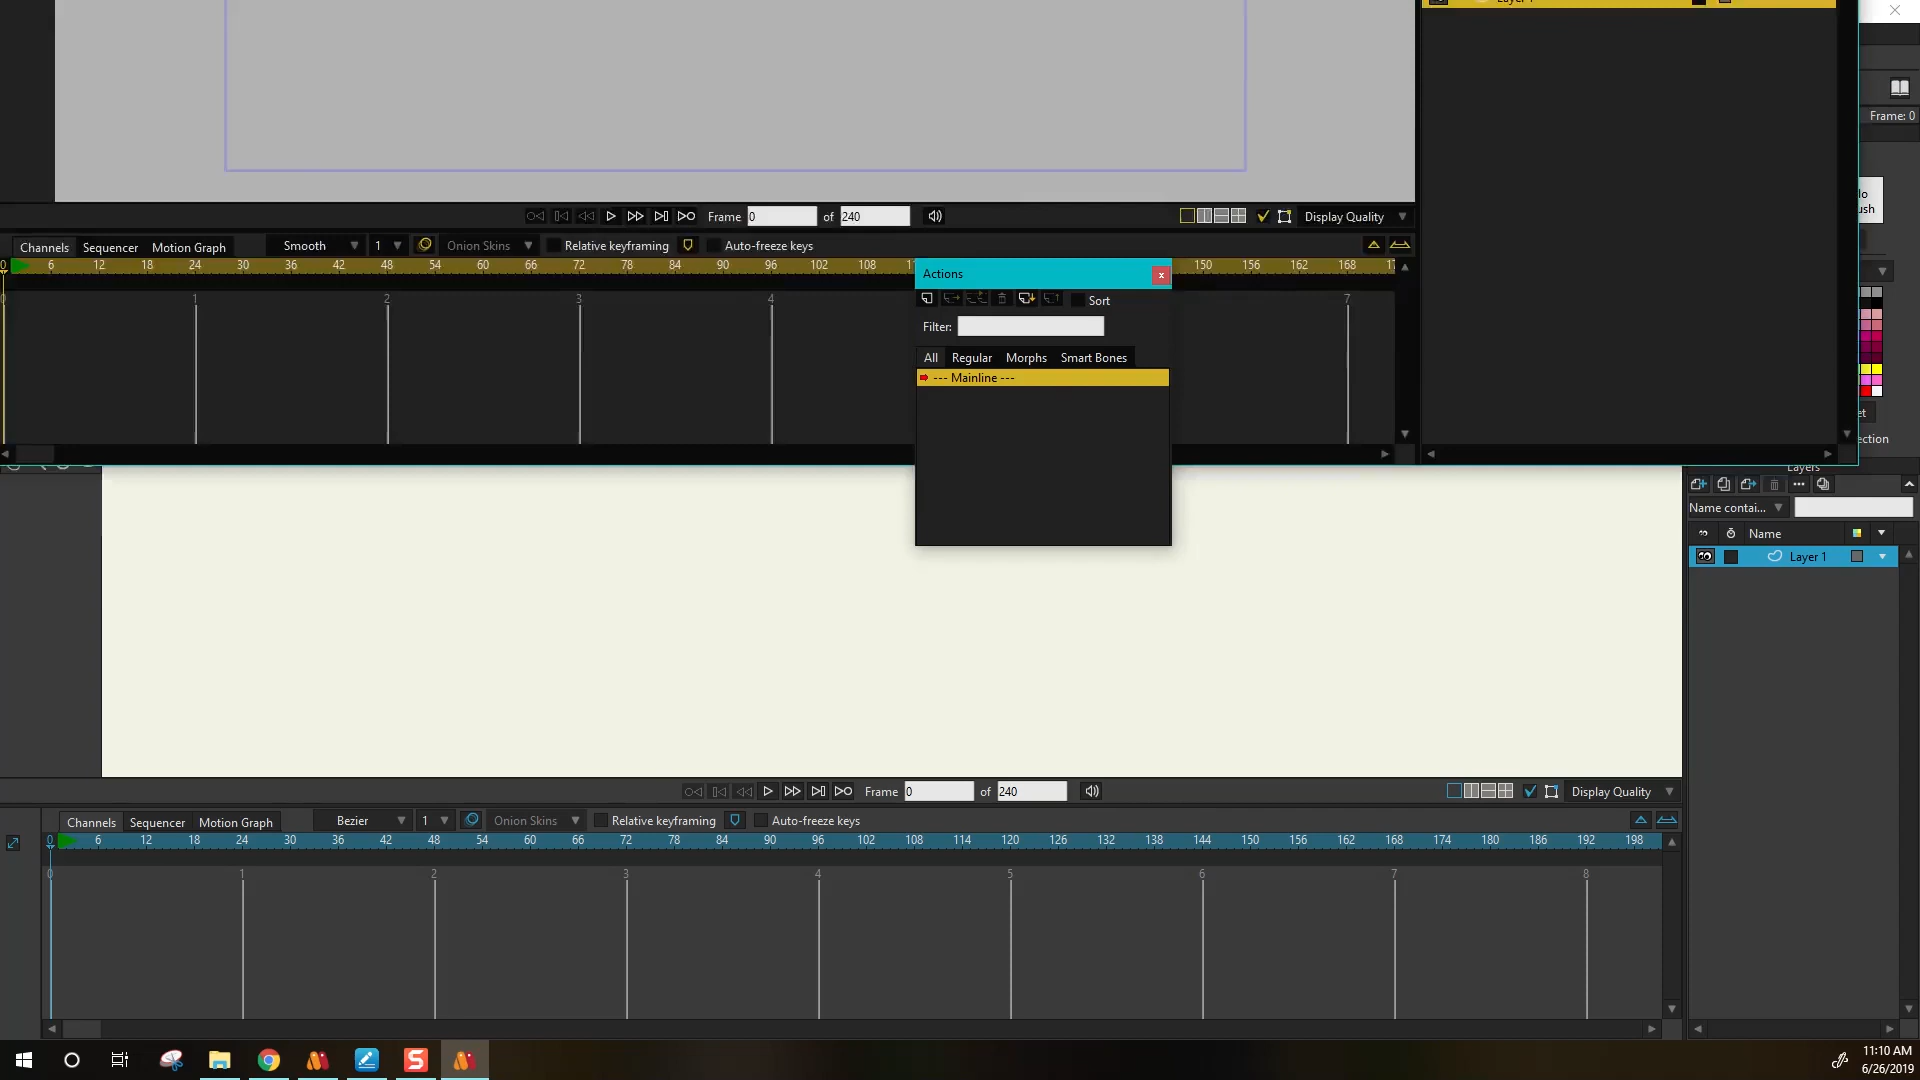 Frame: 0
Frame 0 of 240 Display Quality
Channels Sequencer Motion Graph Smooth 1 Onion Skins Relative keyframing Auto-freeze keys
0 6 12 18 24 30 36 42 48 54 60 66 72 78 84 90 96 102 108 150 156 162 168
0 1 2 3 4 7
Actions x
Sort
Filter:
All Regular Morphs Smart Bones
--- Mainline ---
Layers
Name contai...
Name
Layer 1
Frame 0 of 240 Display Quality
Channels Sequencer Motion Graph Bezier 1 Onion Skins Relative keyframing Auto-freeze keys
0 6 12 18 24 30 36 42 48 54 60 66 72 78 84 90 96 102 108 114 120 126 132 138 144 150 156 162 168 174 180 186 192 198
0 1 2 3 4 5 6 7 8
11:10 AM
6/26/2019